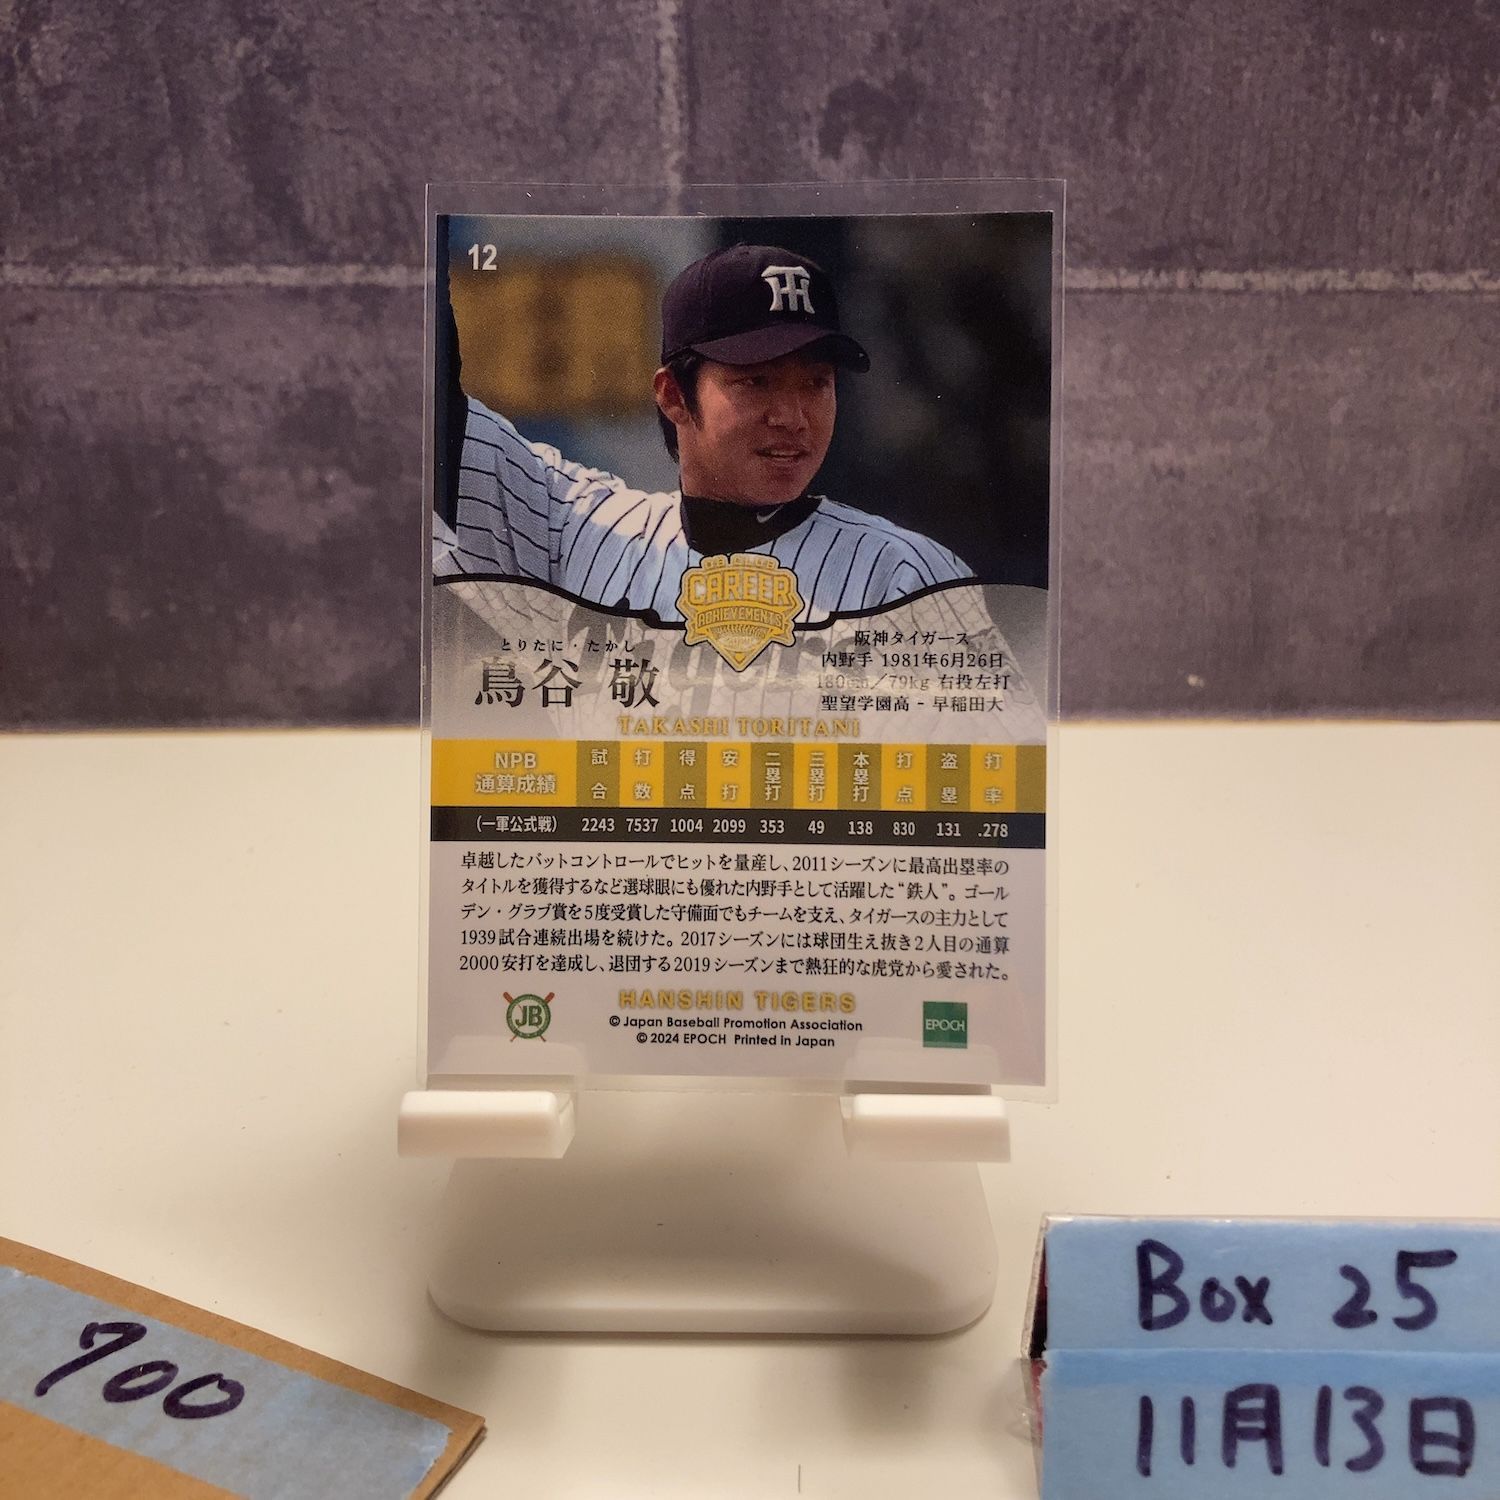 12
TH
OB CLUB
CAREER
ACHIEVEMENTS
とりたに・たかし
鳥谷 敬
TAKASHI TORITANI
Tigers
阪神タイガース
内野手 1981年6月26日
180cm/79kg 右投左打
聖望学園高 - 早稲田大
NPB
通算成績
試合 打数 得点 安打 二塁打 三塁打 本塁打 打点 盗塁 打率
(一軍公式戦) 2243 7537 1004 2099 353 49 138 830 131 .278
卓越したバットコントロールでヒットを量産し、2011シーズンに最高出塁率の
タイトルを獲得するなど選球眼にも優れた内野手として活躍した“鉄人”。ゴール
デン・グラブ賞を5度受賞した守備面でもチームを支え、タイガースの主力として
1939試合連続出場を続けた。2017シーズンには球団生え抜き2人目の通算
2000安打を達成し、退団する2019シーズンまで熱狂的な虎党から愛された。
JB
HANSHIN TIGERS
© Japan Baseball Promotion Association
© 2024 EPOCH Printed in Japan
EPOCH
700
Box 25
11月13日